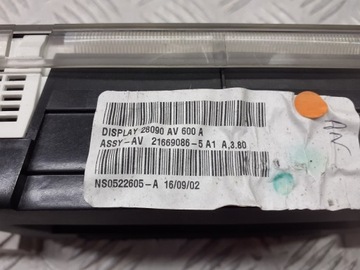 DISPLAY 28090 AV 600 A
ASSY-AV 21669086-5 A1 A,3.80
NS0522605-A 16/09/02